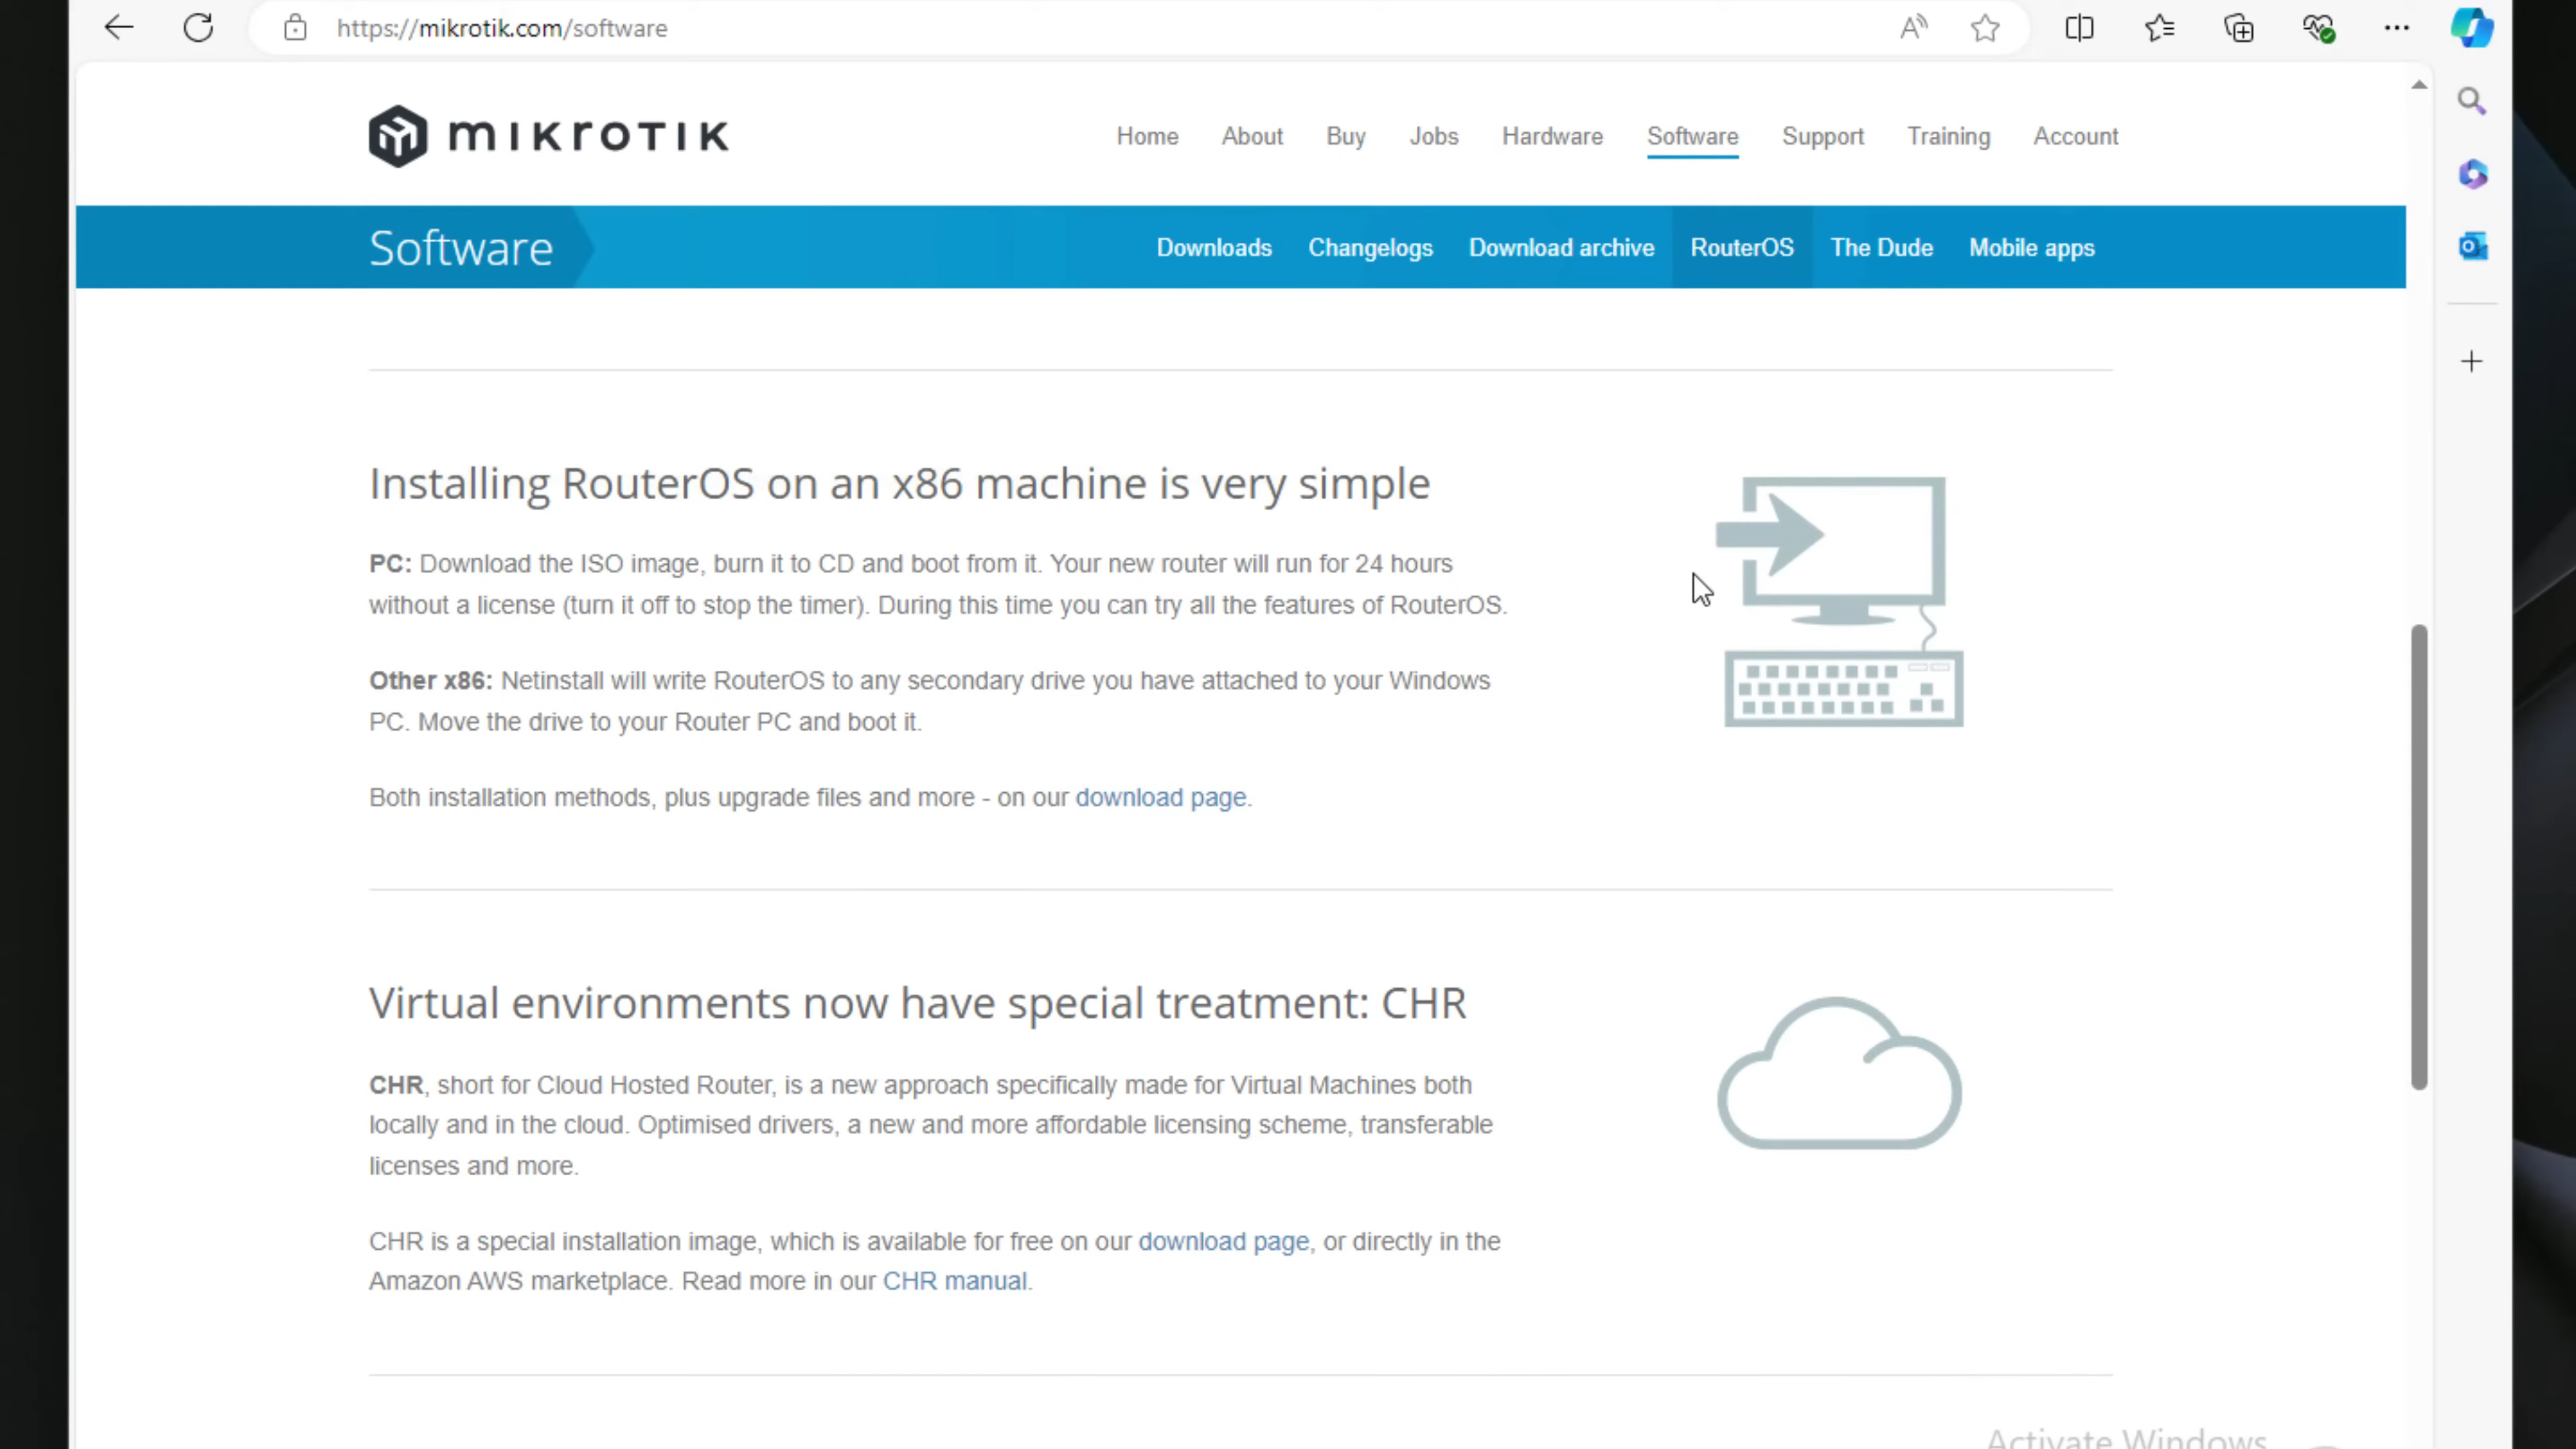 https://mikrotik.com/software
MIKROTIK
Home About Buy Jobs Hardware Software Support Training Account
Software
Downloads Changelogs Download archive RouterOS The Dude Mobile apps
Installing RouterOS on an x86 machine is very simple
PC: Download the ISO image, burn it to CD and boot from it. Your new router will run for 24 hours
without a license (turn it off to stop the timer). During this time you can try all the features of RouterOS.
Other x86: Netinstall will write RouterOS to any secondary drive you have attached to your Windows
PC. Move the drive to your Router PC and boot it.
Both installation methods, plus upgrade files and more - on our download page.
Virtual environments now have special treatment: CHR
CHR, short for Cloud Hosted Router, is a new approach specifically made for Virtual Machines both
locally and in the cloud. Optimised drivers, a new and more affordable licensing scheme, transferable
licenses and more.
CHR is a special installation image, which is available for free on our download page, or directly in the
Amazon AWS marketplace. Read more in our CHR manual.
Activate Windows